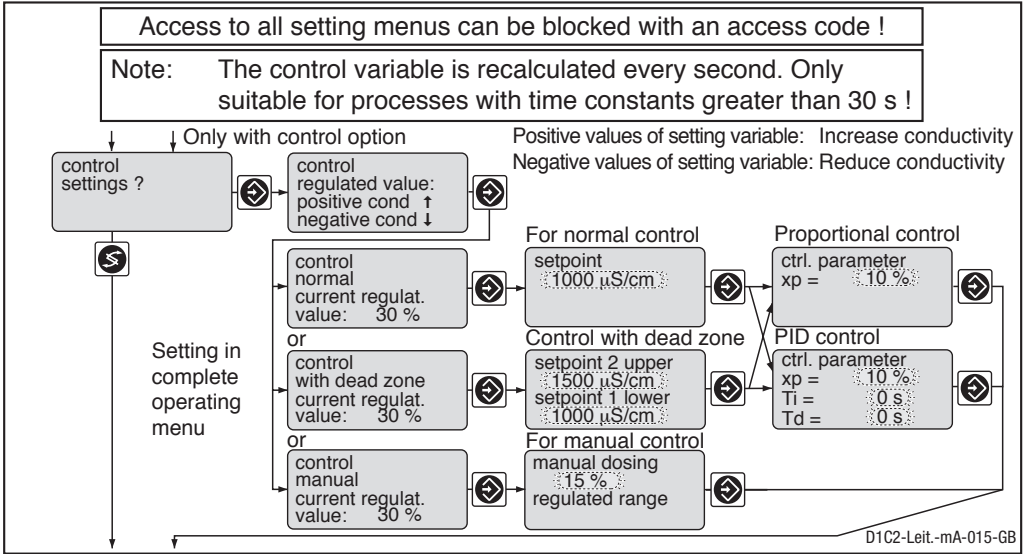 Access to all setting menus can be blocked with an access code !
Note: The control variable is recalculated every second. Only
suitable for processes with time constants greater than 30 s !
Only with control option
Positive values of setting variable: Increase conductivity
Negative values of setting variable: Reduce conductivity
control
settings ?
control
regulated value:
positive cond ↑
negative cond ↓
Setting in
complete
operating
menu
control
normal
current regulat.
value: 30 %
For normal control
setpoint
1000 µS/cm
Proportional control
ctrl. parameter
xp = 10 %
or
control
with dead zone
current regulat.
value: 30 %
Control with dead zone
setpoint 2 upper
1500 µS/cm
setpoint 1 lower
1000 µS/cm
PID control
ctrl. parameter
xp = 10 %
Ti = 0 s
Td = 0 s
or
control
manual
current regulat.
value: 30 %
For manual control
manual dosing
15 %
regulated range
D1C2-Leit.-mA-015-GB